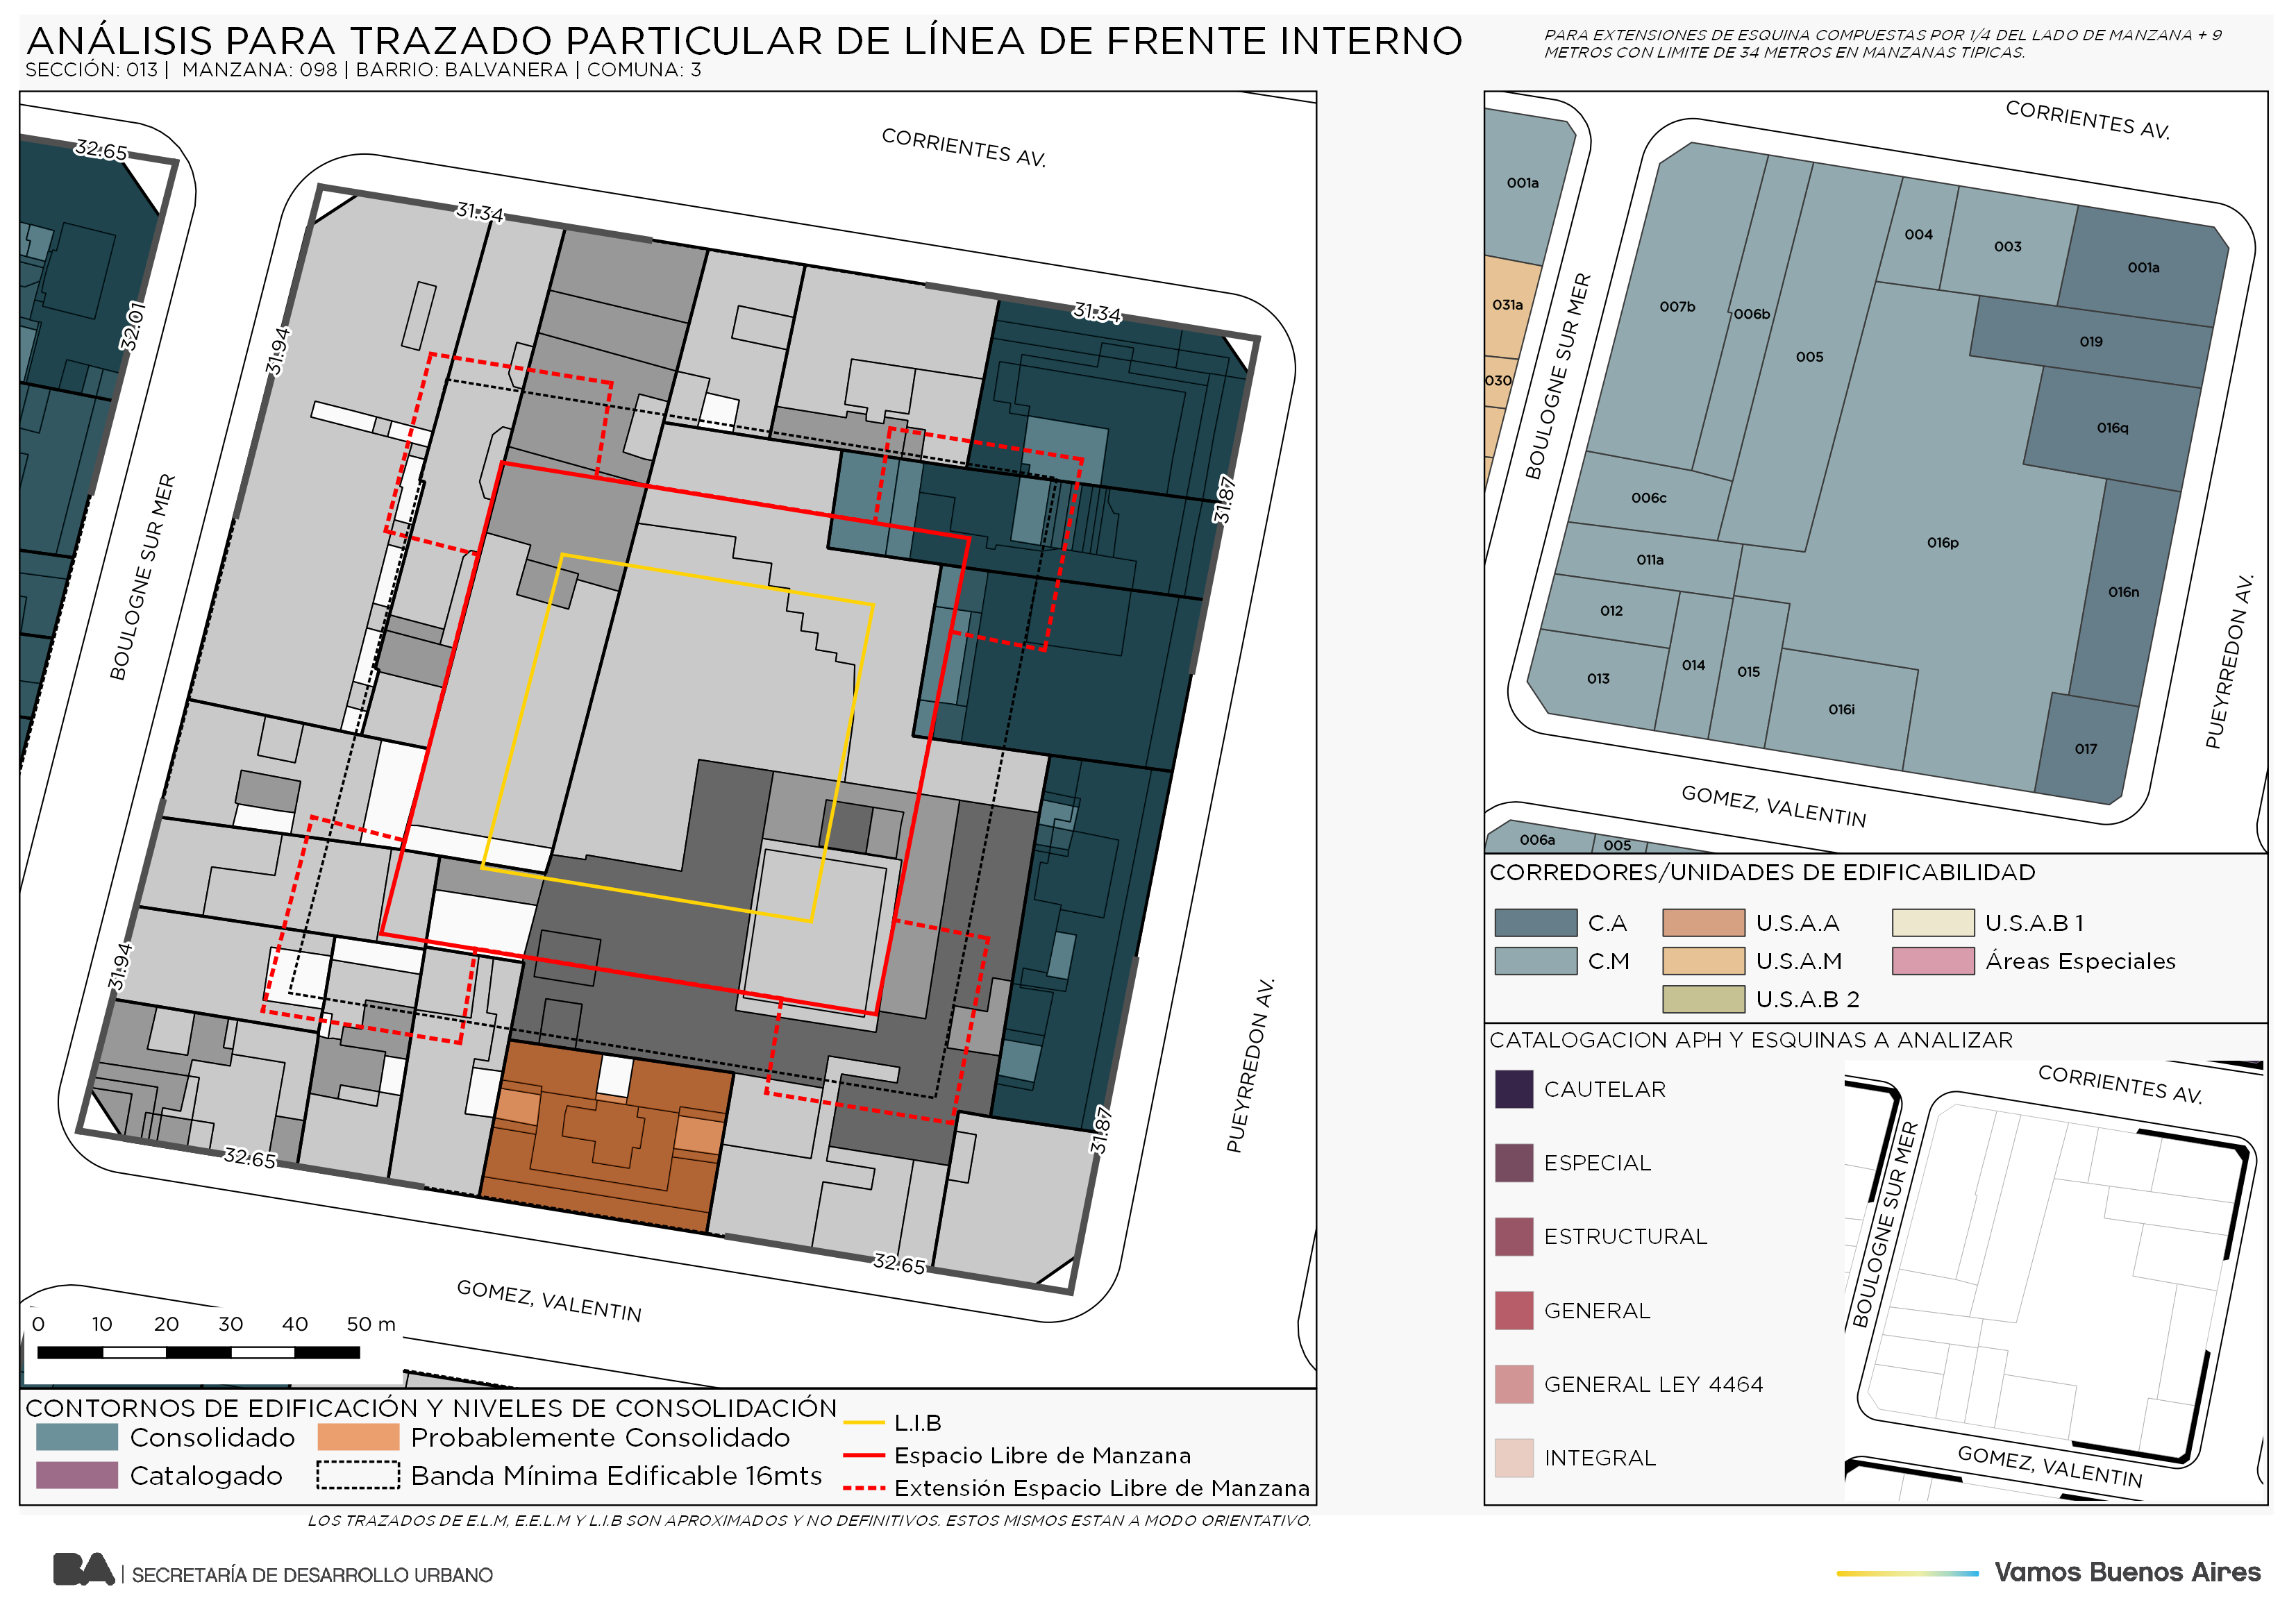 ANÁLISIS PARA TRAZADO PARTICULAR DE LÍNEA DE FRENTE INTERNO
SECCIÓN: 013 | MANZANA: 098 | BARRIO: BALVANERA | COMUNA: 3
PARA EXTENSIONES DE ESQUINA COMPUESTAS POR 1/4 DEL LADO DE MANZANA + 9
METROS CON LIMITE DE 34 METROS EN MANZANAS TIPICAS.
CORRIENTES AV.
32.65
31.34
31.34
32.01
31.94
31.87
BOULOGNE SUR MER
31.94
31.87
PUEYRREDON AV.
32.65
32.65
GOMEZ, VALENTIN
0 10 20 30 40 50 m
CONTORNOS DE EDIFICACIÓN Y NIVELES DE CONSOLIDACIÓN
Consolidado
Probablemente Consolidado
Catalogado
Banda Mínima Edificable 16mts
L.I.B
Espacio Libre de Manzana
Extensión Espacio Libre de Manzana
LOS TRAZADOS DE E.L.M, E.E.L.M Y L.I.B SON APROXIMADOS Y NO DEFINITIVOS. ESTOS MISMOS ESTAN A MODO ORIENTATIVO.
CORRIENTES AV.
001a
004
003
001a
031a
007b
006b
005
019
030
016q
BOULOGNE SUR MER
006c
016p
011a
016n
012
013
014
015
016i
017
PUEYRREDON AV.
GOMEZ, VALENTIN
006a
005
CORREDORES/UNIDADES DE EDIFICABILIDAD
C.A
U.S.A.A
U.S.A.B 1
C.M
U.S.A.M
Áreas Especiales
U.S.A.B 2
CATALOGACION APH Y ESQUINAS A ANALIZAR
CAUTELAR
ESPECIAL
ESTRUCTURAL
GENERAL
GENERAL LEY 4464
INTEGRAL
CORRIENTES AV.
BOULOGNE SUR MER
GOMEZ, VALENTIN
BA | SECRETARÍA DE DESARROLLO URBANO
Vamos Buenos Aires